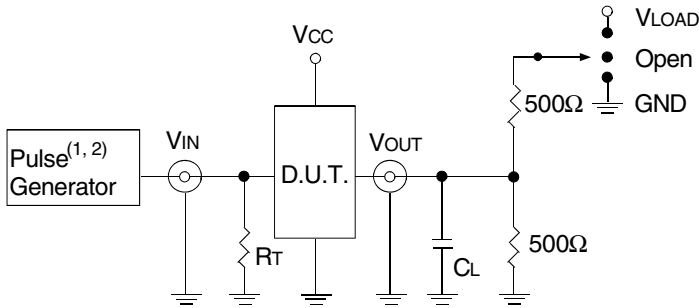 VLOAD
VCC
Open
500Ω
GND
Pulse(1, 2)
Generator
VIN
D.U.T.
VOUT
RT
CL
500Ω